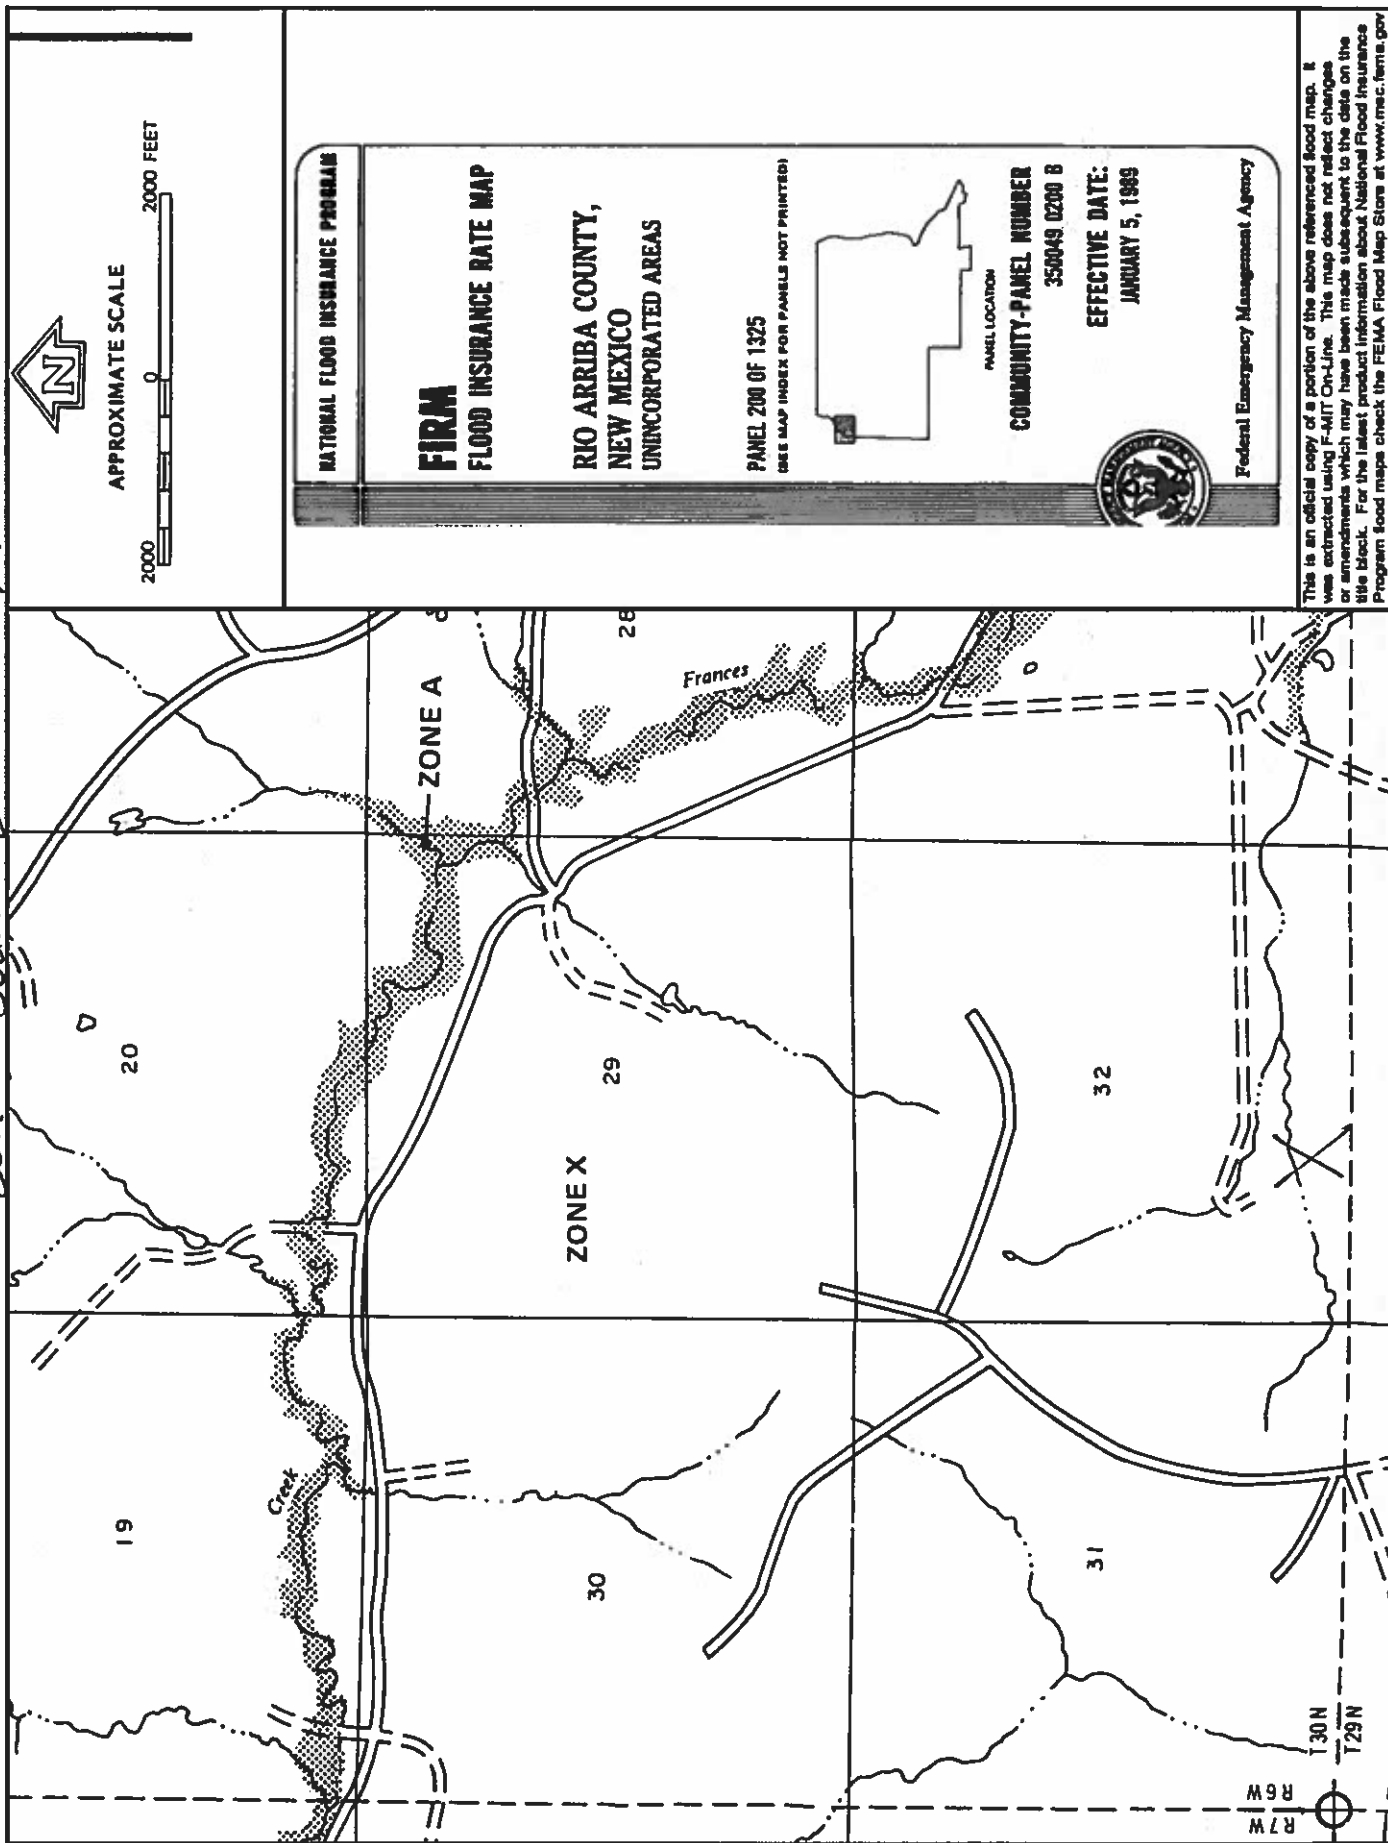 APPROXIMATE SCALE
2000 0 2000 FEET
N
NATIONAL FLOOD INSURANCE PROGRAM
FIRM
FLOOD INSURANCE RATE MAP
RIO ARRIBA COUNTY,
NEW MEXICO
UNINCORPORATED AREAS
PANEL 200 OF 1325
(SEE MAP INDEX FOR PANELS NOT PRINTED)
PANEL LOCATION
COMMUNITY-PANEL NUMBER
350049 0200 B
EFFECTIVE DATE:
JANUARY 5, 1989
Federal Emergency Management Agency
This is an official copy of a portion of the above referenced flood map. It
was extracted using F-MIT On-Line. This map does not reflect changes
or amendments which may have been made subsequent to the date on the
title block. For the latest product information about National Flood Insurance
Program flood maps check the FEMA Flood Map Store at www.msc.fema.gov
19
20
Creek
ZONE A
28
Frances
29
ZONE X
30
31
32
T30N
T29N
R7W
R6W